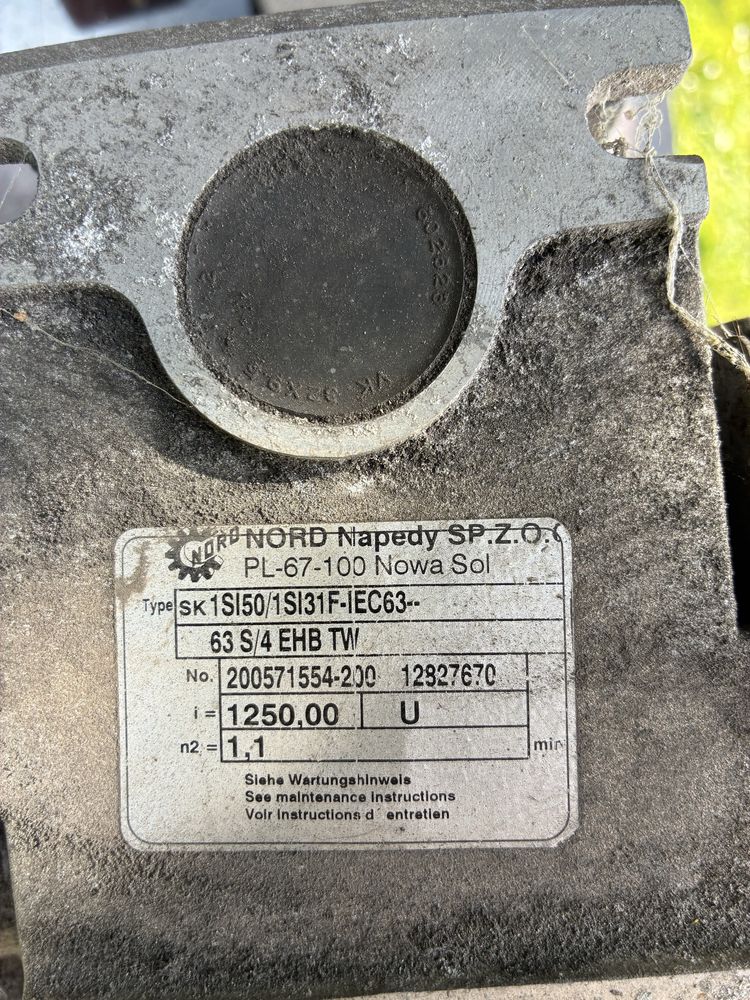 NORD NORD Napedy SP.Z.O.
PL-67-100 Nowa Sol
Type SK 1SI50/1SI31F-IEC63--
63 S/4 EHB TW
No. 200571554-200 12827670
i = 1250,00 U
n2 = 1,1 min
Siehe Wartungshinweis
See maintenance instructions
Voir instructions d´entretien